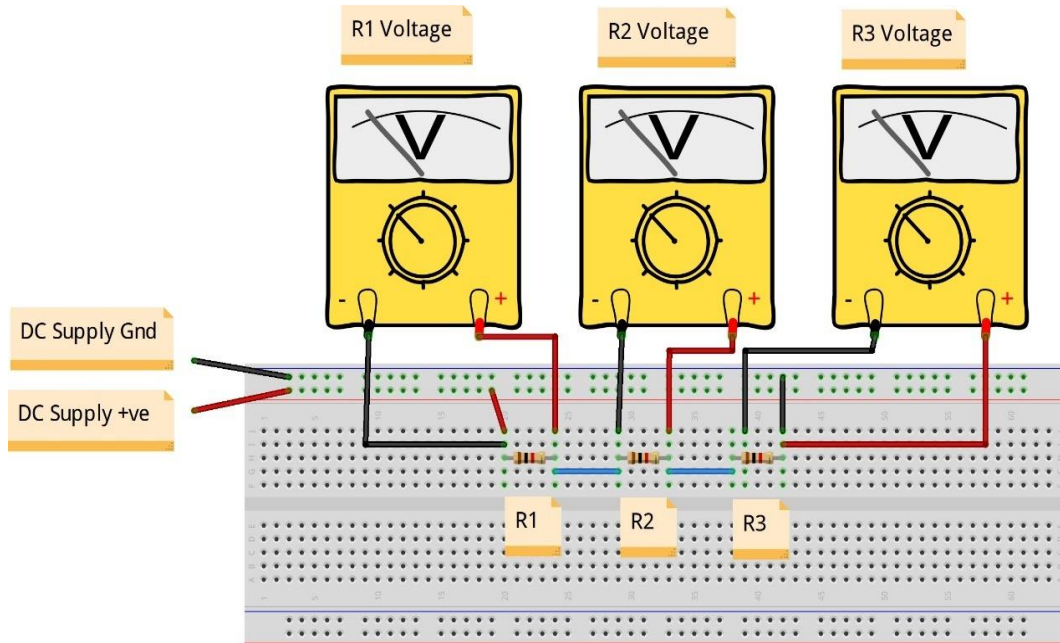 R1 Voltage
R2 Voltage
R3 Voltage
V
V
V
- +
- +
- +
DC Supply Gnd
DC Supply +ve
R1
R2
R3